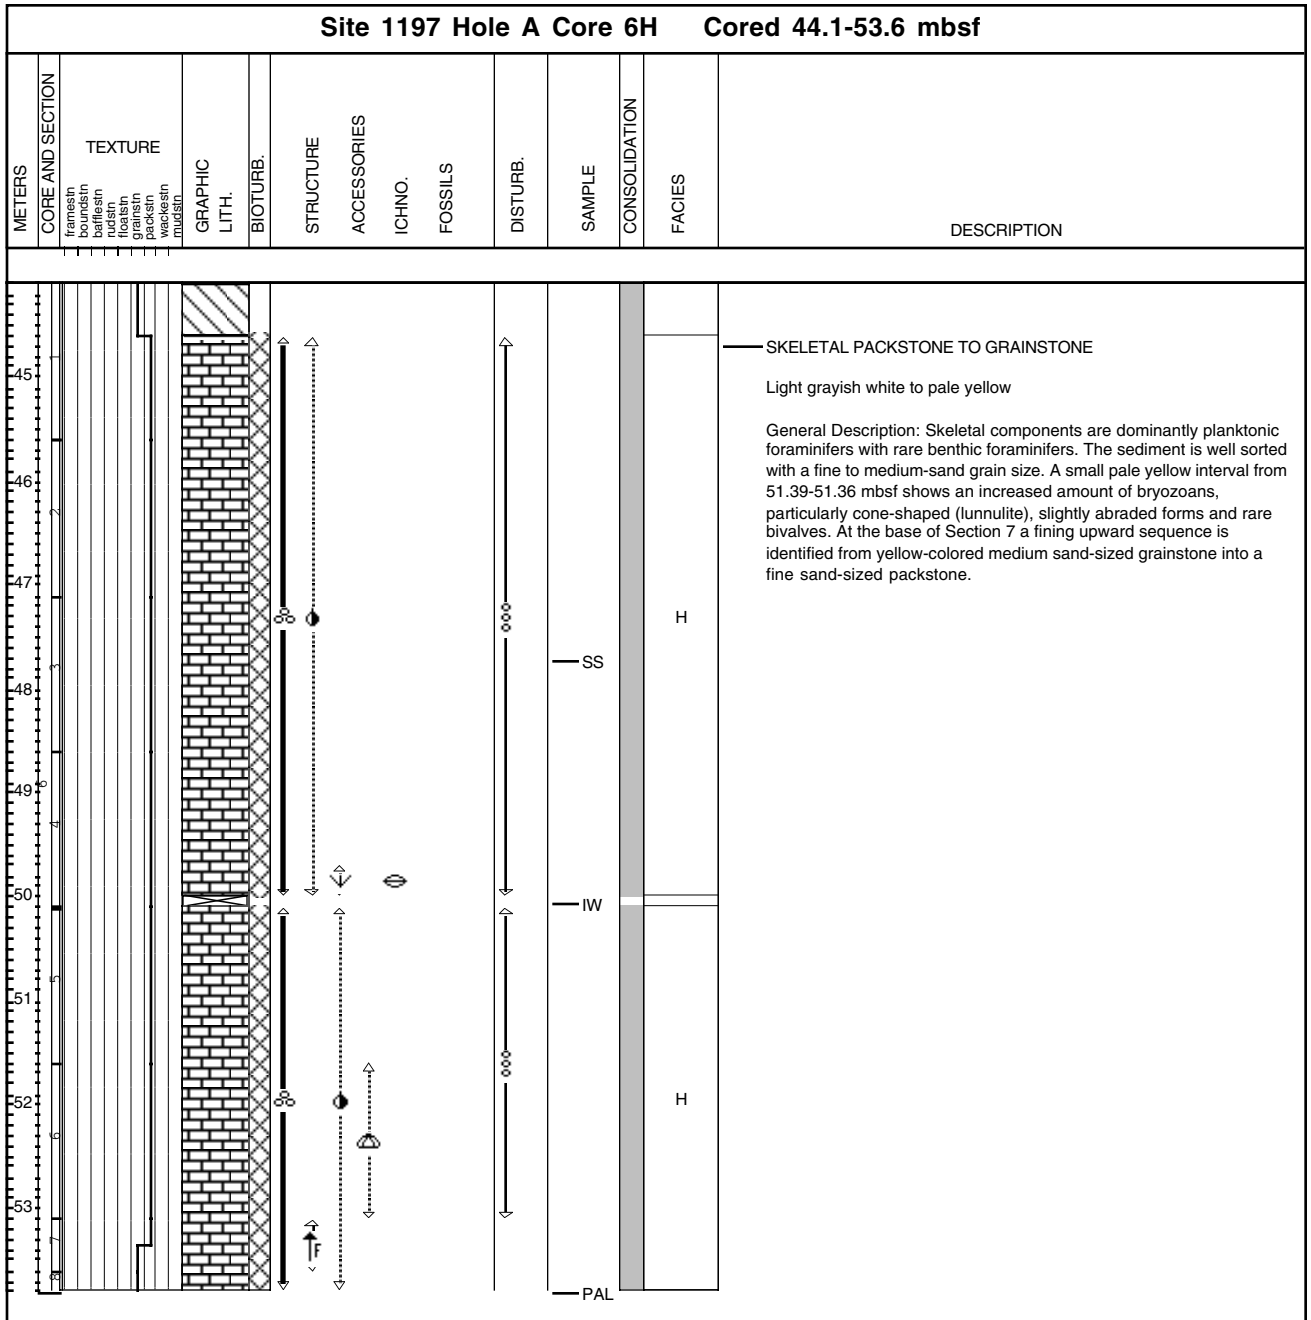 Site 1197 Hole A Core 6H Cored 44.1-53.6 mbsf
METERS
CORE AND SECTION
TEXTURE
framestn
boundstn
bafflestn
rudstn
floatstn
grainstn
packstn
wackestn
mudstn
GRAPHIC
LITH.
BIOTURB.
STRUCTURE
ACCESSORIES
ICHNO.
FOSSILS
DISTURB.
SAMPLE
CONSOLIDATION
FACIES
DESCRIPTION
45
46
47
48
49
50
51
52
53
6
1
2
3
4
5
6
7
8
F
SS
IW
PAL
H
H
SKELETAL PACKSTONE TO GRAINSTONE
Light grayish white to pale yellow
General Description: Skeletal components are dominantly planktonic
foraminifers with rare benthic foraminifers. The sediment is well sorted
with a fine to medium-sand grain size. A small pale yellow interval from
51.39-51.36 mbsf shows an increased amount of bryozoans,
particularly cone-shaped (lunnulite), slightly abraded forms and rare
bivalves. At the base of Section 7 a fining upward sequence is
identified from yellow-colored medium sand-sized grainstone into a
fine sand-sized packstone.